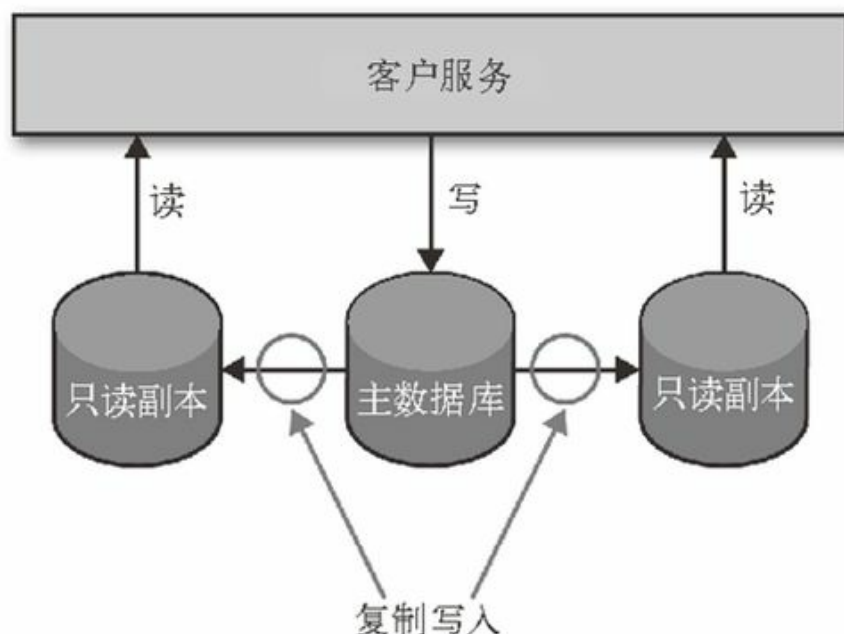 客户服务
读
写
读
只读副本
主数据库
只读副本
复制写入